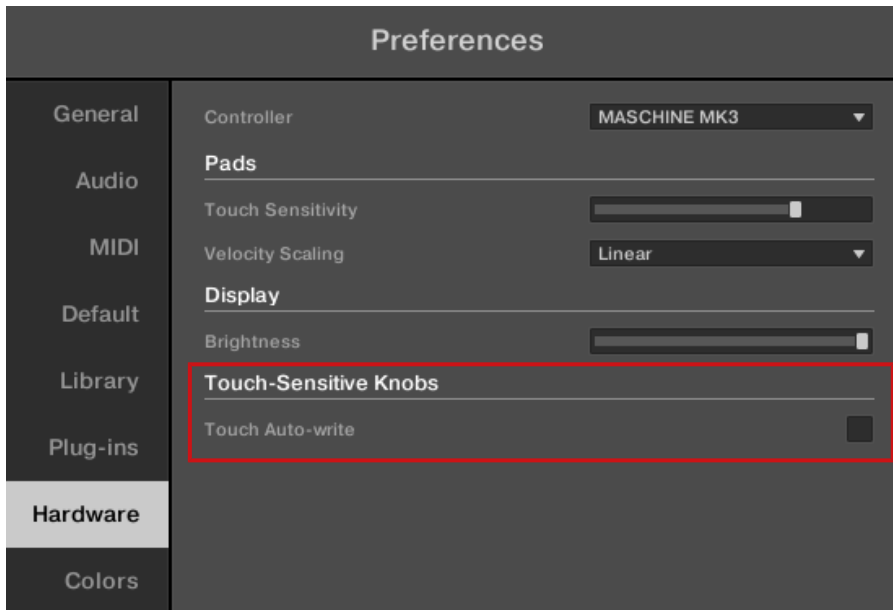 Preferences
General
Audio
MIDI
Default
Library
Plug-ins
Hardware
Colors
Controller MASCHINE MK3
Pads
Touch Sensitivity
Velocity Scaling Linear
Display
Brightness
Touch-Sensitive Knobs
Touch Auto-write